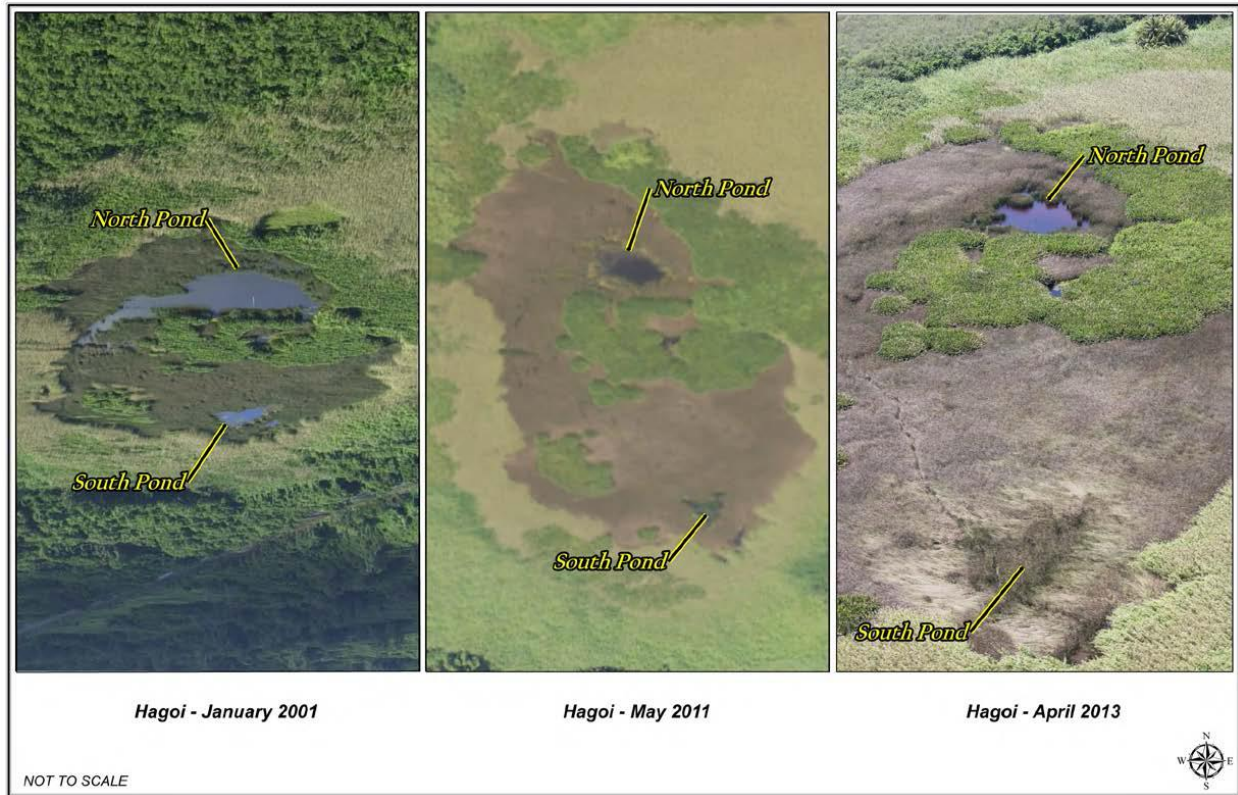 North Pond
South Pond
North Pond
South Pond
North Pond
South Pond
Hagoi - January 2001
Hagoi - May 2011
Hagoi - April 2013
NOT TO SCALE
N
W
E
S